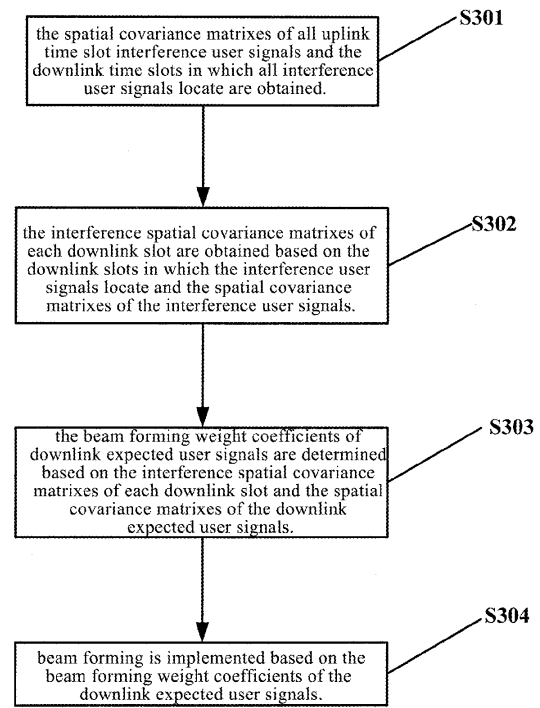 S301
the spatial covariance matrixes of all uplink
time slot interference user signals and the
downlink time slots in which all interference
user signals locate are obtained.
S302
the interference spatial covariance matrixes of
each downlink slot are obtained based on the
downlink slots in which the interference user
signals locate and the spatial covariance
matrixes of the interference user signals.
S303
the beam forming weight coefficients of
downlink expected user signals are determined
based on the interference spatial covariance
matrixes of each downlink slot and the spatial
covariance matrixes of the downlink
expected user signals.
S304
beam forming is implemented based on the
beam forming weight coefficients of the
downlink expected user signals.